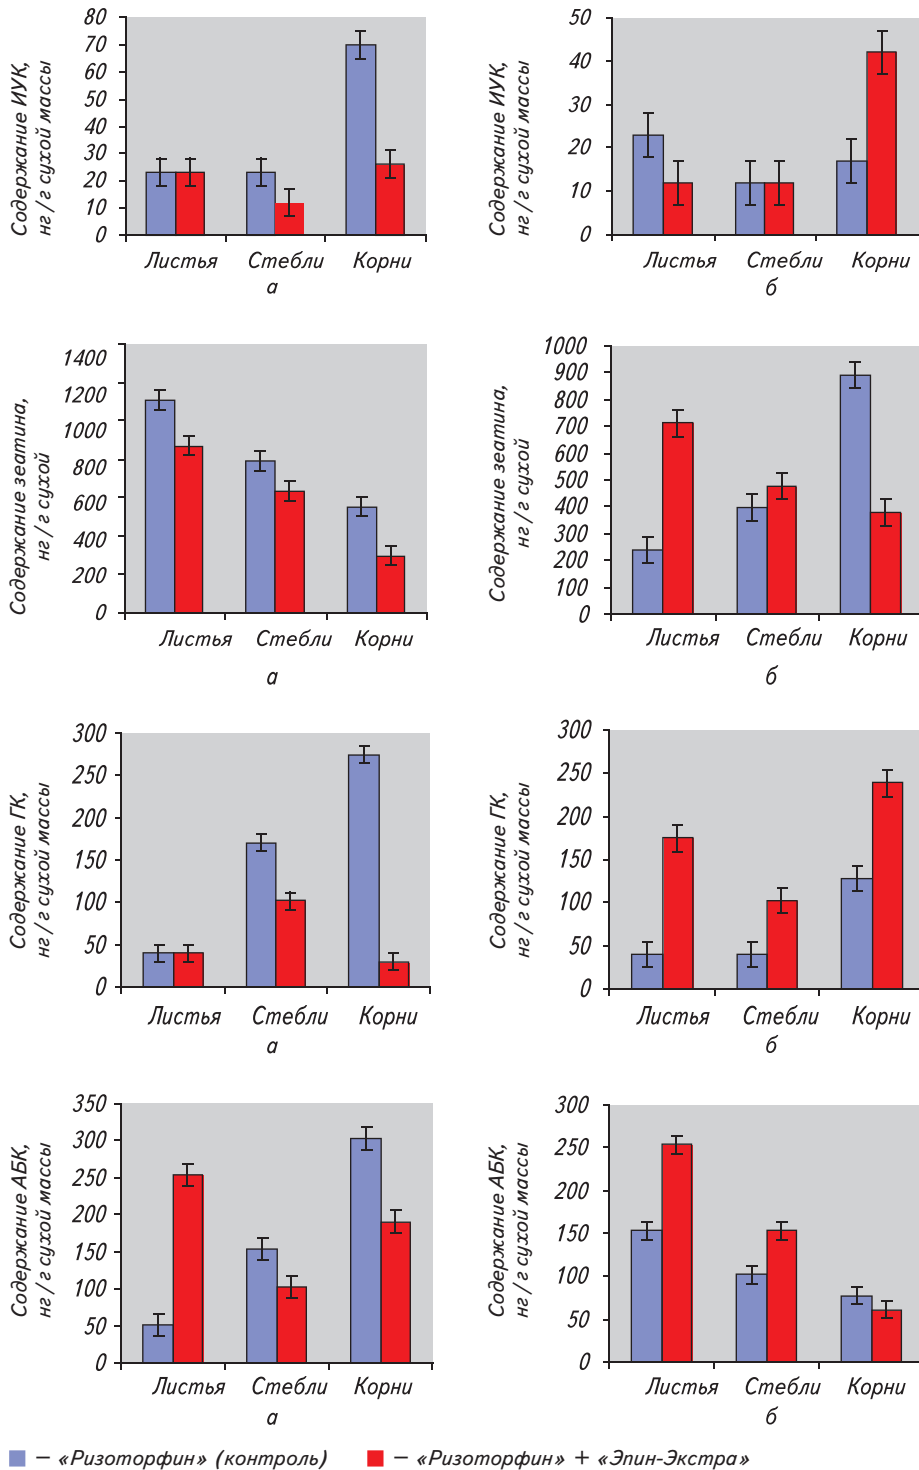 Содержание ИУК,
нг / г сухой массы
80
70
60
50
40
30
20
10
0
Листья Стебли Корни
а
Содержание ИУК,
нг / г сухой массы
50
40
30
20
10
0
Листья Стебли Корни
б
Содержание зеатина,
нг / г сухой
1400
1200
1000
800
600
400
200
0
Листья Стебли Корни
а
Содержание зеатина,
нг / г сухой
1000
900
800
700
600
500
400
300
200
100
0
Листья Стебли Корни
б
Содержание ГК,
нг / г сухой массы
300
250
200
150
100
50
0
Листья Стебли Корни
а
Содержание ГК,
нг / г сухой массы
300
250
200
150
100
50
0
Листья Стебли Корни
б
Содержание АБК,
нг / г сухой массы
350
300
250
200
150
100
50
0
Листья Стебли Корни
а
Содержание АБК,
нг / г сухой массы
300
250
200
150
100
50
0
Листья Стебли Корни
б
– «Ризоторфин» (контроль) – «Ризоторфин» + «Эпин-Экстра»